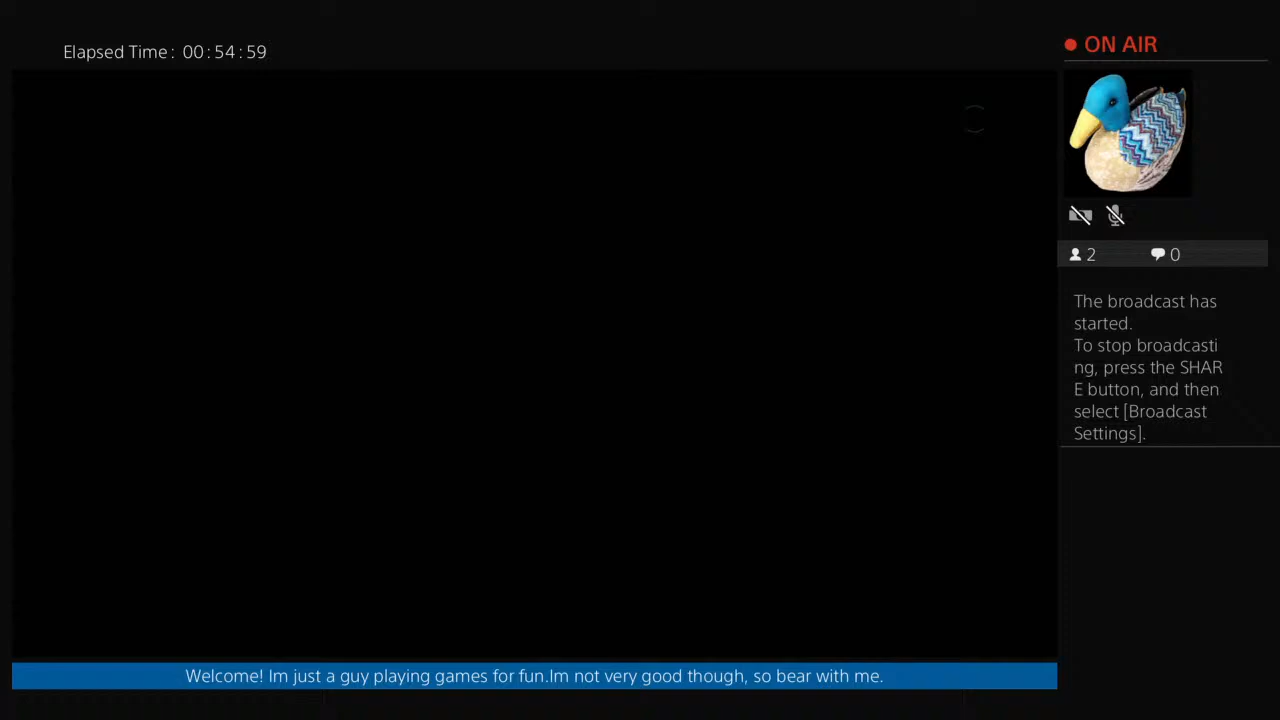 Elapsed Time: 00:54:59
ON AIR
2 0
The broadcast has
started.
To stop broadcasti
ng, press the SHAR
E button, and then
select [Broadcast
Settings].
Welcome! Im just a guy playing games for fun.Im not very good though, so bear with me.